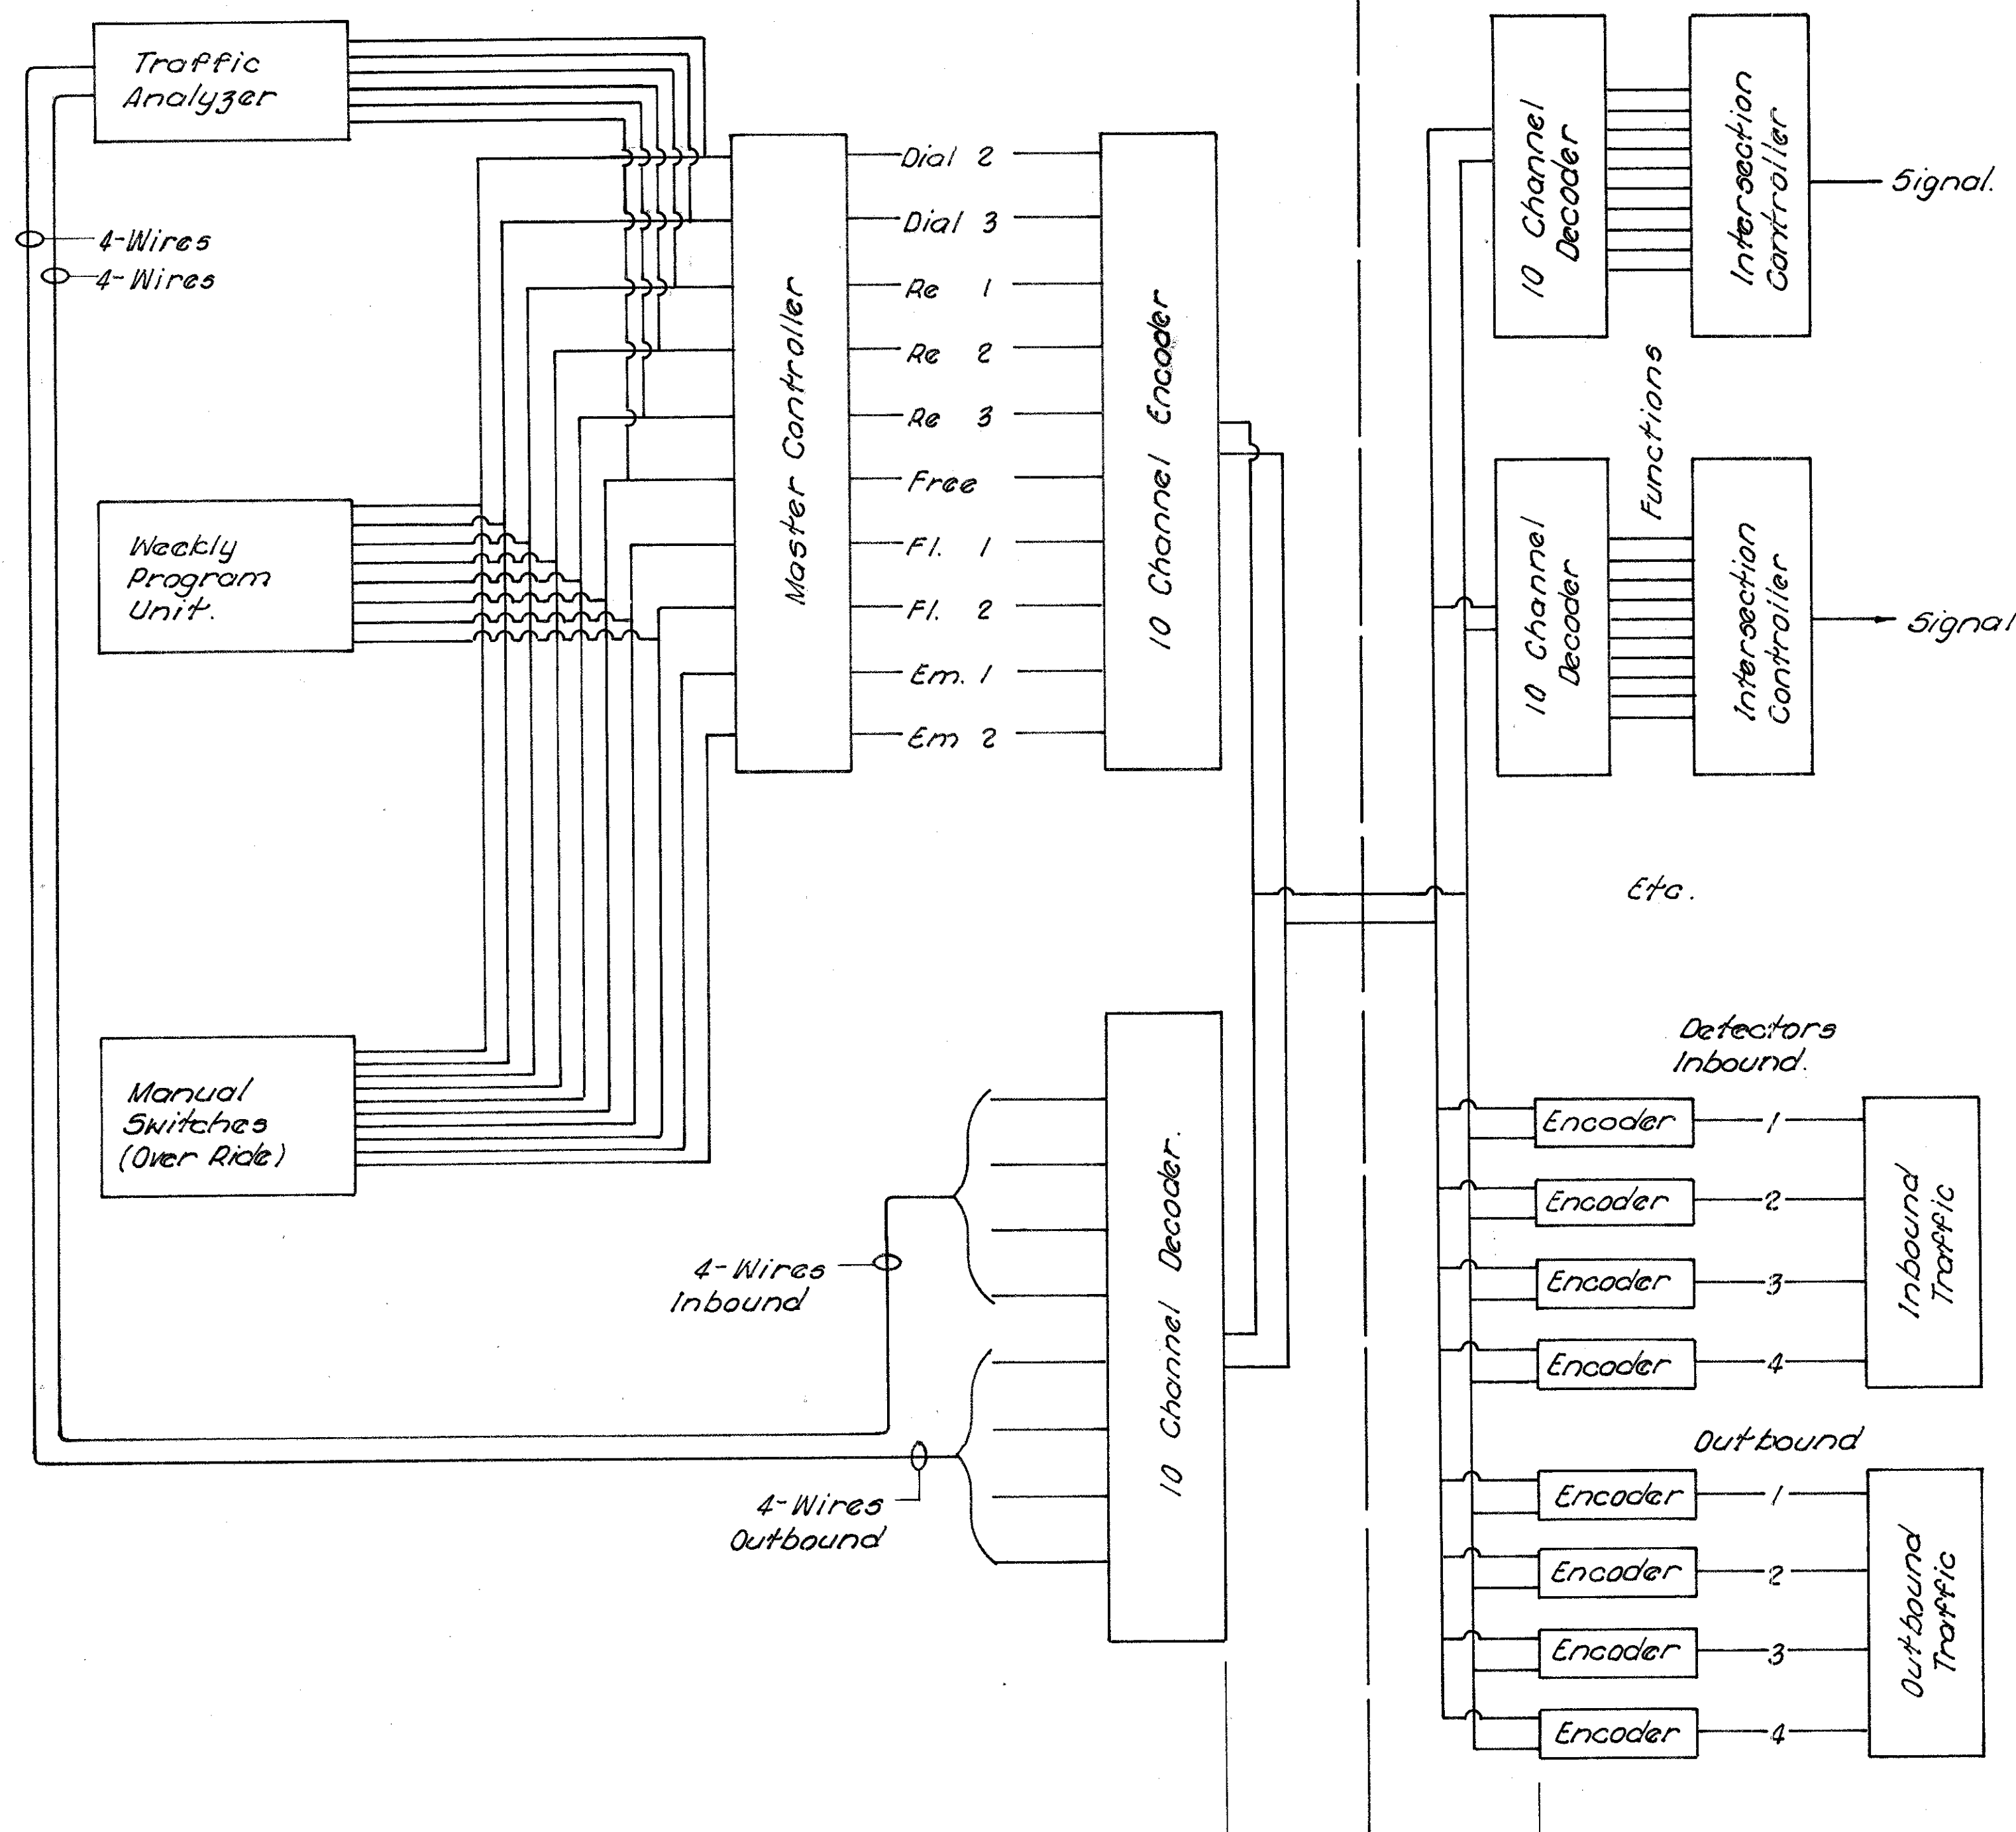 Traffic
Analyzer
4-Wires
4-Wires
Weekly
Program
Unit.
Manual
Switches
(Over Ride)
Master Controller
Dial 2
Dial 3
Re 1
Re 2
Re 3
Free
Fl. 1
Fl. 2
Em. 1
Em 2
10 Channel Encoder
4-Wires
Inbound
4-Wires
Outbound
10 Channel Decoder.
10 Channel
Decoder
Intersection
Controller
Signal.
Functions
10 Channel
Decoder
Intersection
Controller
Signal
Etc.
Detectors
Inbound.
Encoder 1
Encoder 2
Encoder 3
Encoder 4
Inbound
Traffic
Outbound
Encoder 1
Encoder 2
Encoder 3
Encoder 4
Outbound
Traffic